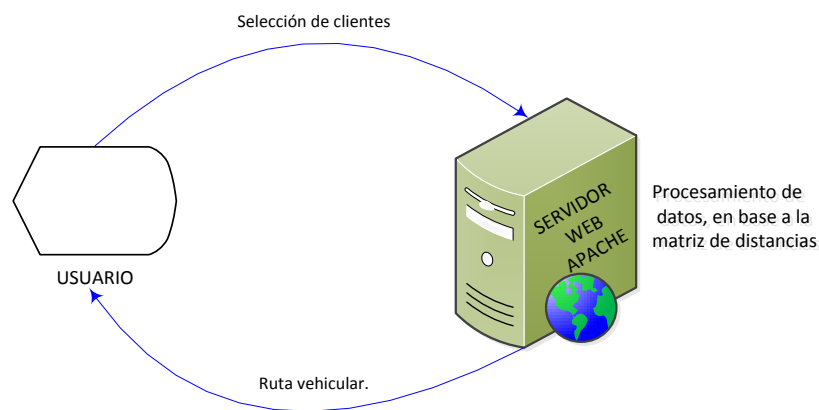 Selección de clientes
SERVIDOR
WEB
APACHE
Procesamiento de
datos, en base a la
matriz de distancias
USUARIO
Ruta vehicular.